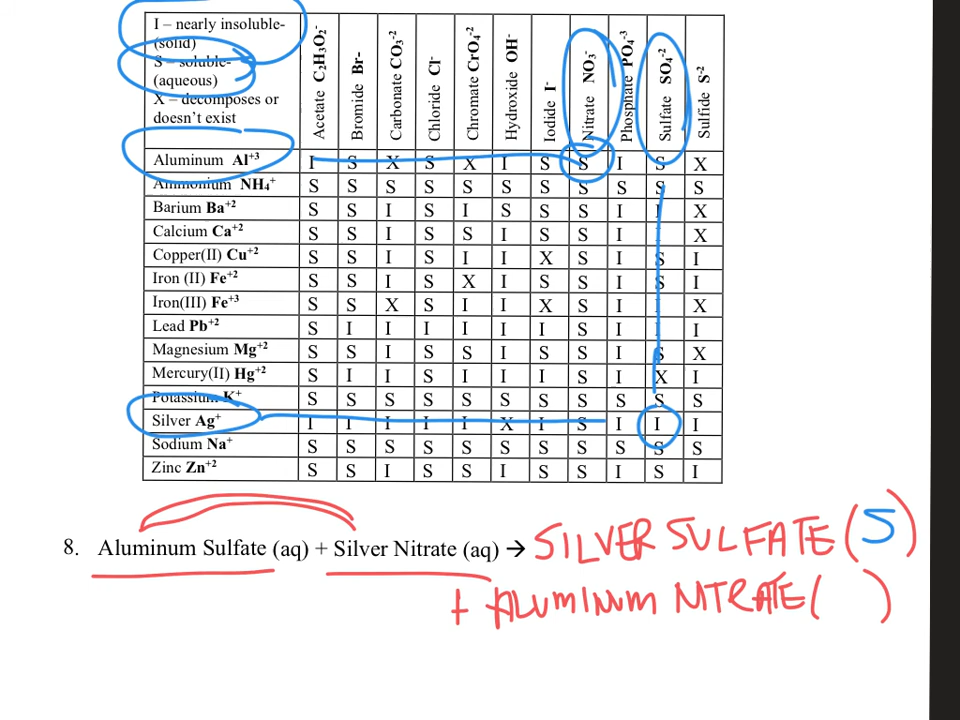 I – nearly insoluble-
(solid)
S – soluble-
(aqueous)
X – decomposes or
doesn't exist
Acetate C₂H₃O₂⁻
Bromide Br-
Carbonate CO₃⁻²
Chloride Cl⁻
Chromate CrO₄⁻²
Hydroxide OH⁻
Iodide I⁻
Nitrate NO₃⁻
Phosphate PO₄⁻³
Sulfate SO₄⁻²
Sulfide S⁻²
Aluminum Al⁺³ I S X S X I S S I S X
Ammonium NH₄⁺ S S S S S S S S S S S
Barium Ba⁺² S S I S I S S S I I X
Calcium Ca⁺² S S I S S I S S I I X
Copper(II) Cu⁺² S S I S I I X S I S I
Iron (II) Fe⁺² S S I S X I S S I S I
Iron(III) Fe⁺³ S S X S I I X S I I X
Lead Pb⁺² S I I I I I I S I I I
Magnesium Mg⁺² S S I S S I S S I S X
Mercury(II) Hg⁺² S I I S I I I S I X I
Potassium K⁺ S S S S S S S S S S S
Silver Ag⁺ I I I I I X I S I I I
Sodium Na⁺ S S S S S S S S S S S
Zinc Zn⁺² S S I S S I S S I S I
8. Aluminum Sulfate (aq) + Silver Nitrate (aq) → SILVER SULFATE (S)
+ ALUMINUM NTRATE ( )